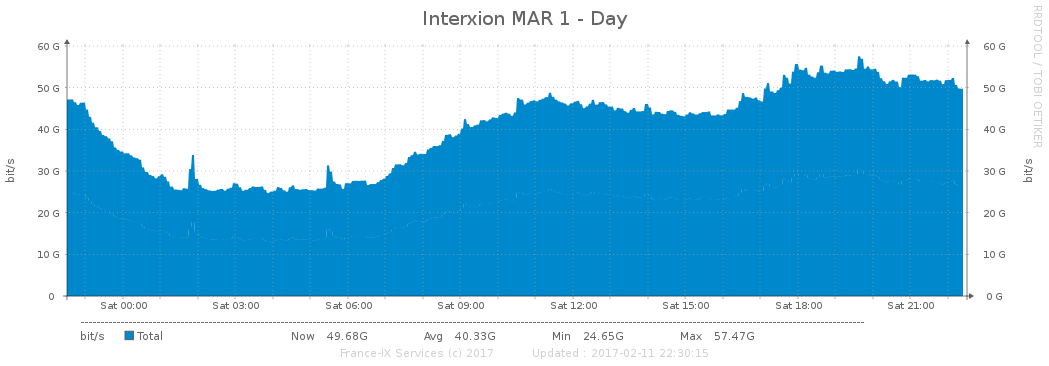 Interxion MAR 1 - Day
RRDTOOL / TOBI OETIKER
bit/s
60 G 60 G
50 G 50 G
40 G 40 G
30 G 30 G
20 G 20 G
10 G 10 G
0 0 G
bit/s
Sat 00:00 Sat 03:00 Sat 06:00 Sat 09:00 Sat 12:00 Sat 15:00 Sat 18:00 Sat 21:00
bit/s Total Now 49.68G Avg 40.33G Min 24.65G Max 57.47G
France-IX Services (c) 2017 Updated : 2017-02-11 22:30:15